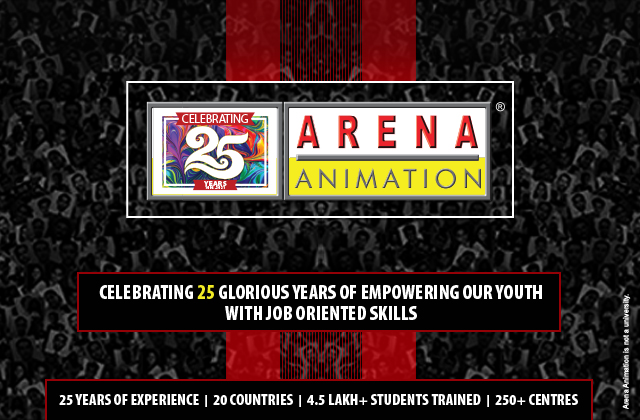 CELEBRATING
25
YEARS
ARENA
ANIMATION
®
CELEBRATING 25 GLORIOUS YEARS OF EMPOWERING OUR YOUTH
WITH JOB ORIENTED SKILLS
25 YEARS OF EXPERIENCE | 20 COUNTRIES | 4.5 LAKH+ STUDENTS TRAINED | 250+ CENTRES
Arena Animation is not a university.